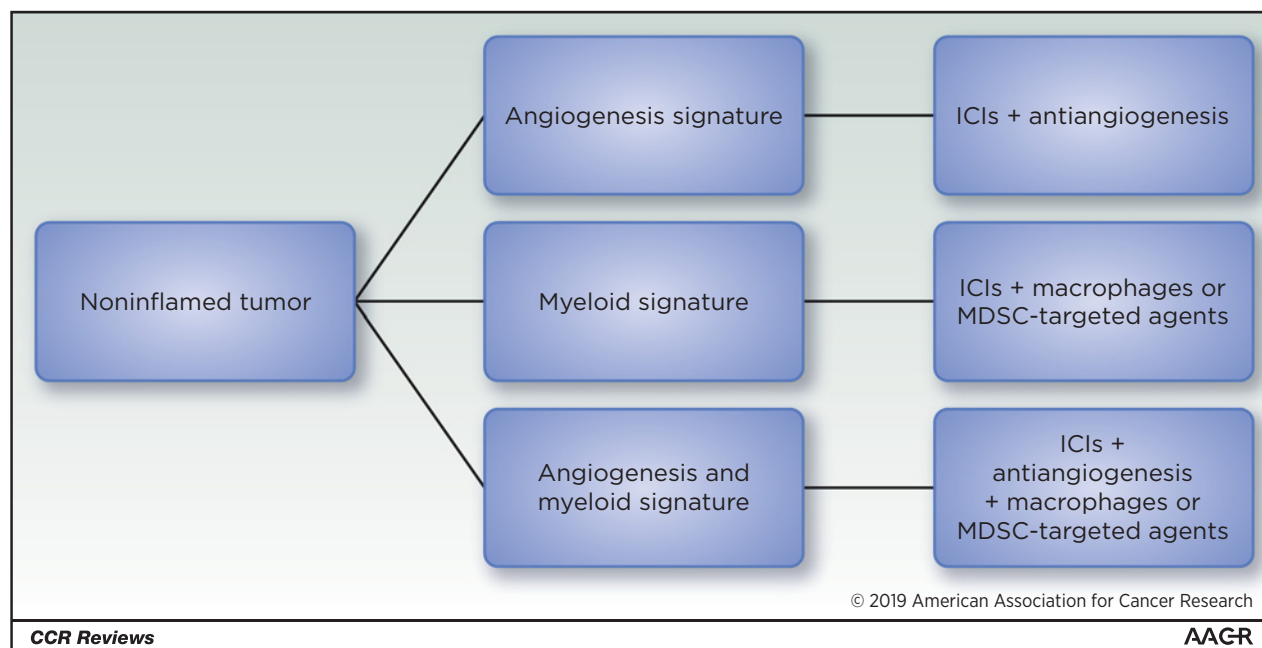 Angiogenesis signature
ICIs + antiangiogenesis
Noninflamed tumor
Myeloid signature
ICIs + macrophages or
MDSC-targeted agents
Angiogenesis and
myeloid signature
ICIs +
antiangiogenesis
+ macrophages or
MDSC-targeted agents
© 2019 American Association for Cancer Research
CCR Reviews
AACR